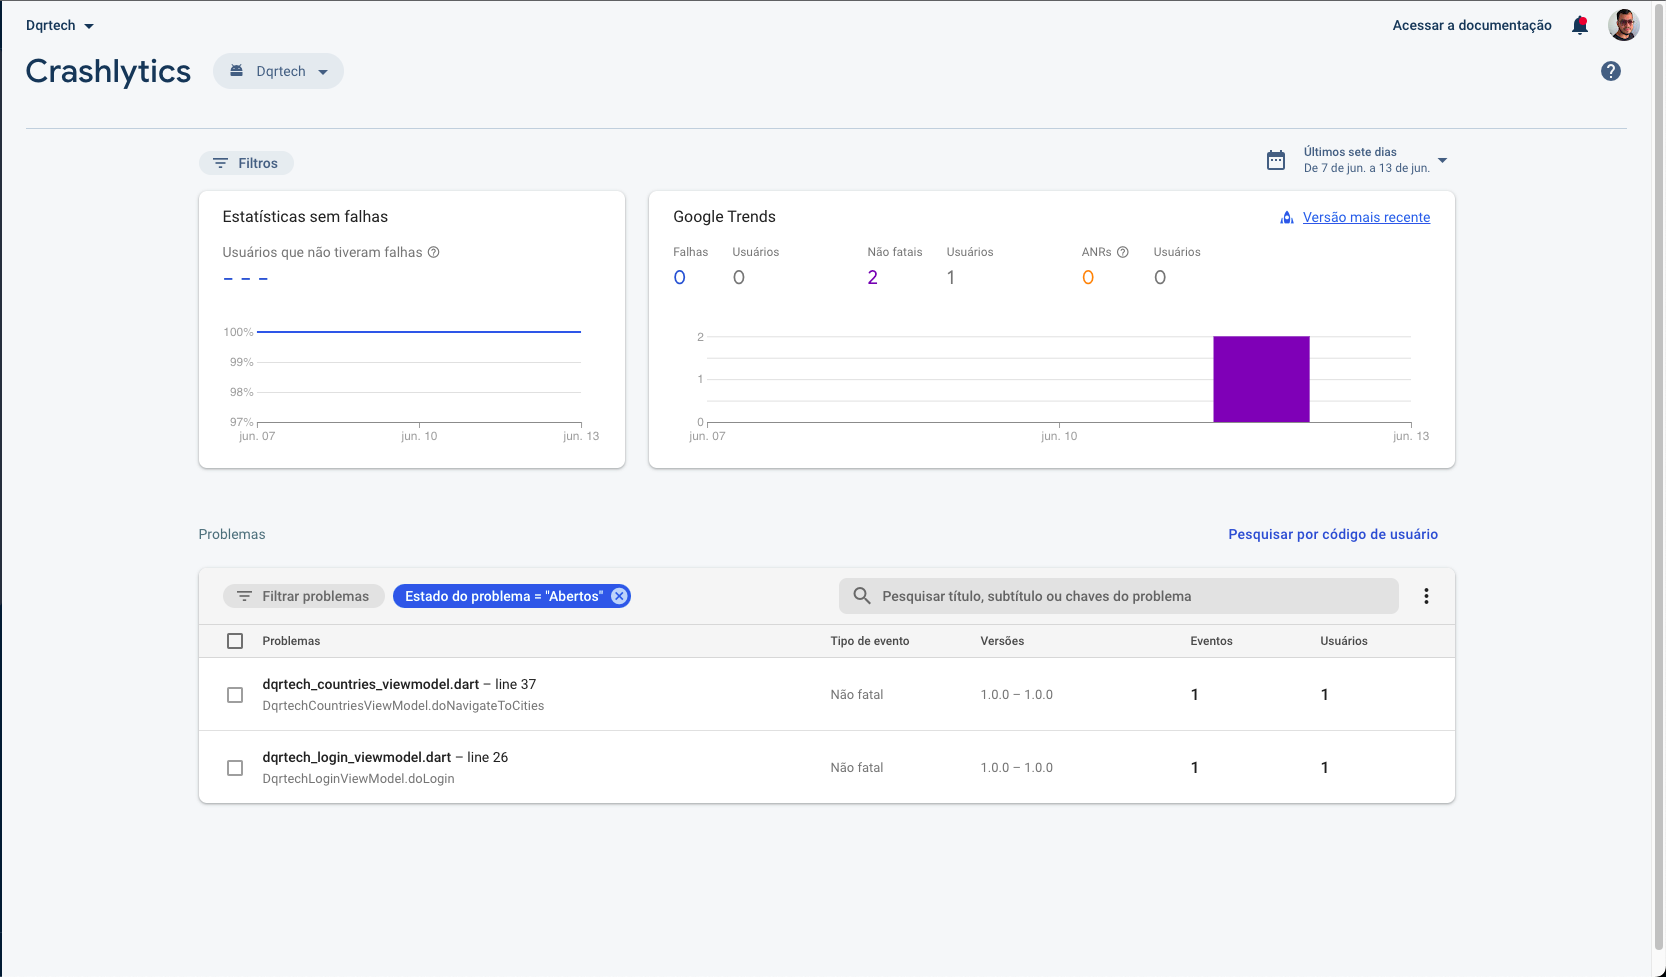 Dqrtech
Acessar a documentação
Crashlytics
Dqrtech
Filtros
Últimos sete dias
De 7 de jun. a 13 de jun.
Estatísticas sem falhas
Usuários que não tiveram falhas
– – –
100%
99%
98%
97%
jun. 07
jun. 10
jun. 13
Google Trends
Versão mais recente
Falhas
Usuários
Não fatais
Usuários
ANRs
Usuários
0
0
2
1
0
0
2
1
0
jun. 07
jun. 10
jun. 13
Problemas
Pesquisar por código de usuário
Filtrar problemas
Estado do problema = "Abertos"
Pesquisar título, subtítulo ou chaves do problema
Problemas
Tipo de evento
Versões
Eventos
Usuários
dqrtech_countries_viewmodel.dart – line 37
DqrtechCountriesViewModel.doNavigateToCities
Não fatal
1.0.0 – 1.0.0
1
1
dqrtech_login_viewmodel.dart – line 26
DqrtechLoginViewModel.doLogin
Não fatal
1.0.0 – 1.0.0
1
1